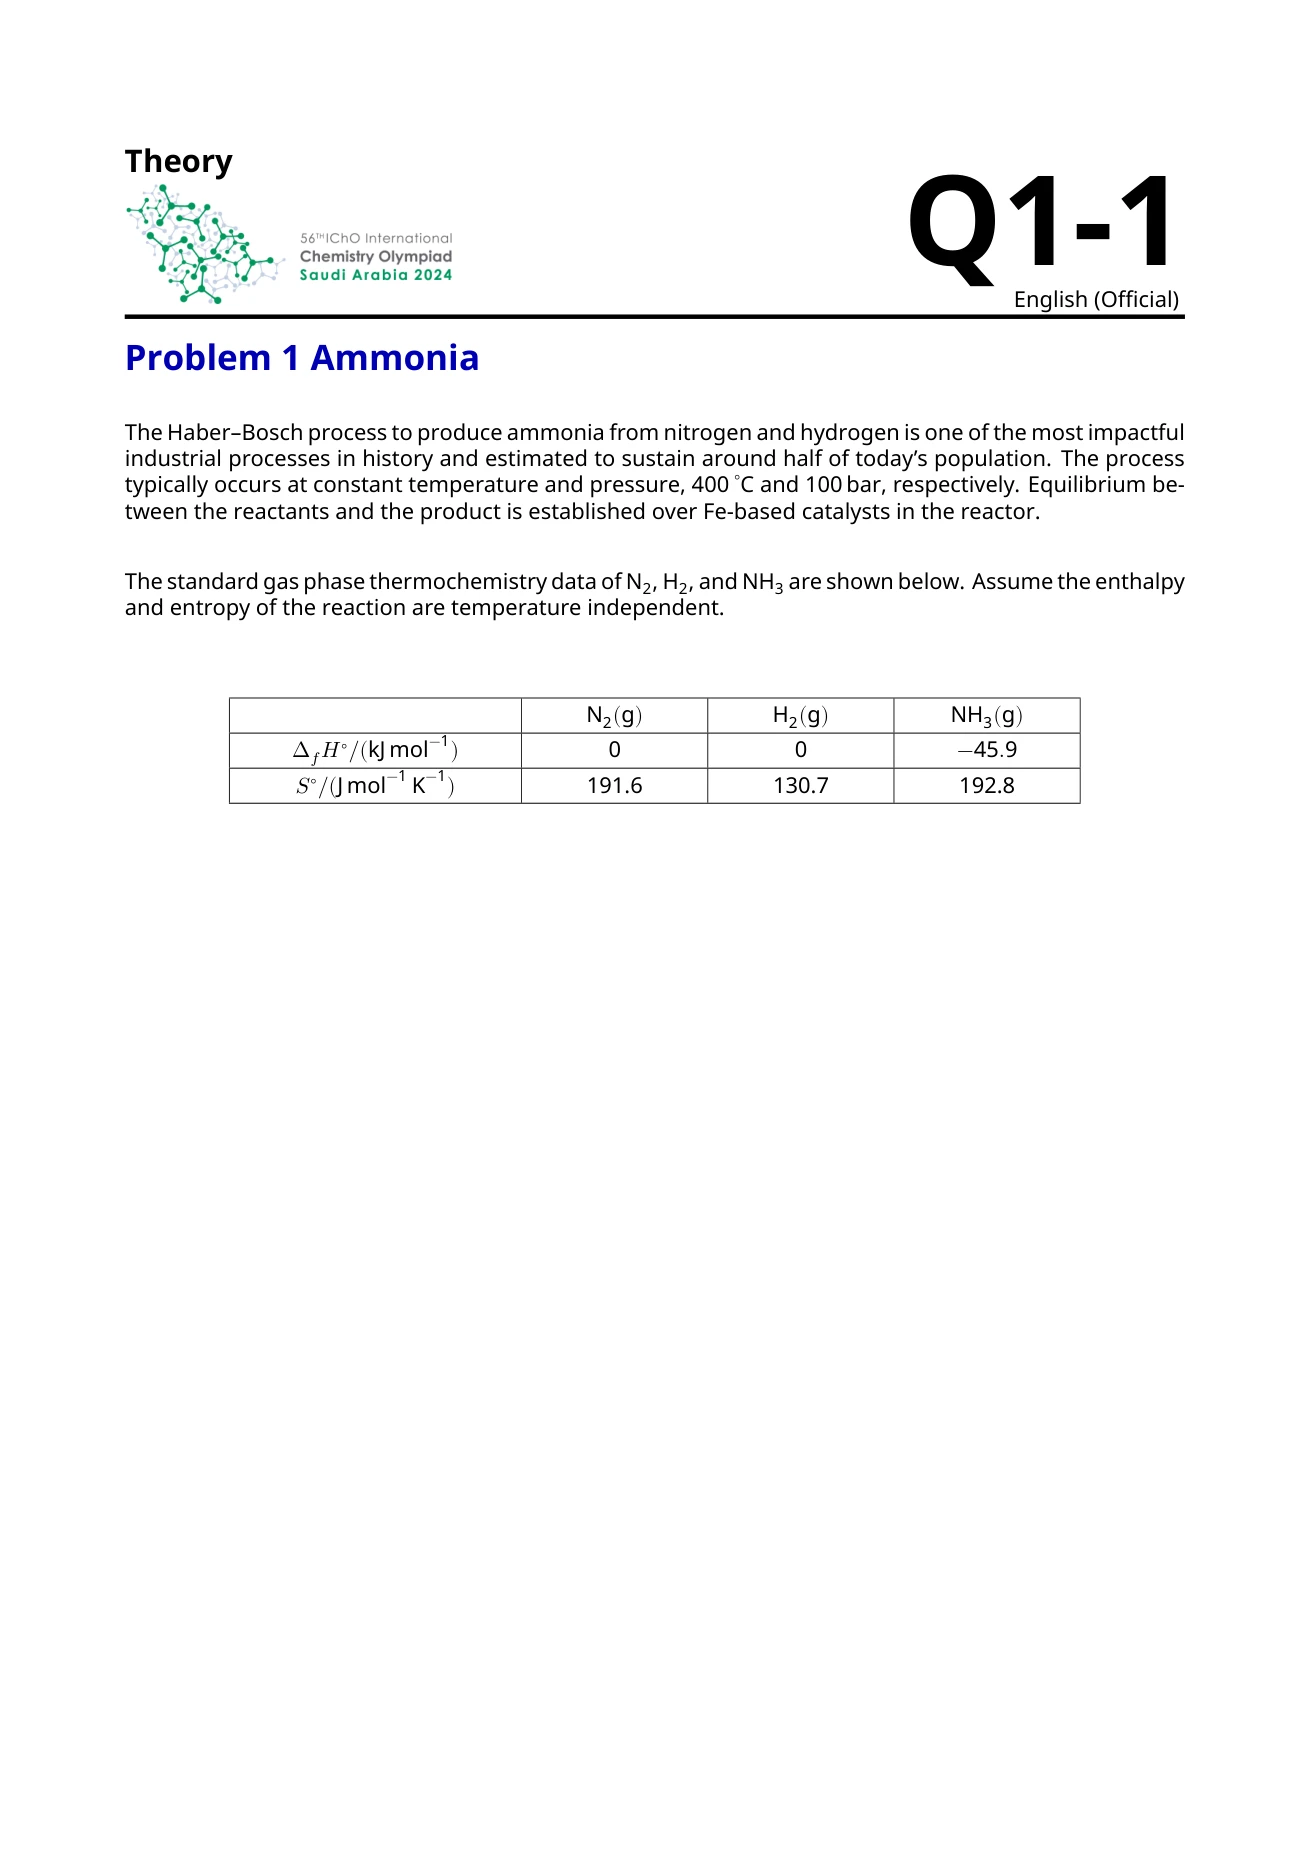 Theory
56THIChO International
Chemistry Olympiad
Saudi Arabia 2024
Q1-1
English (Official)
Problem 1 Ammonia
The Haber–Bosch process to produce ammonia from nitrogen and hydrogen is one of the most impactful
industrial processes in history and estimated to sustain around half of today's population. The process
typically occurs at constant temperature and pressure, 400 °C and 100 bar, respectively. Equilibrium be-
tween the reactants and the product is established over Fe-based catalysts in the reactor.
The standard gas phase thermochemistry data of N2, H2, and NH3 are shown below. Assume the enthalpy
and entropy of the reaction are temperature independent.
N2(g) H2(g) NH3(g)
ΔfH°/(kJ mol−1) 0 0 −45.9
S°/(J mol−1 K−1) 191.6 130.7 192.8